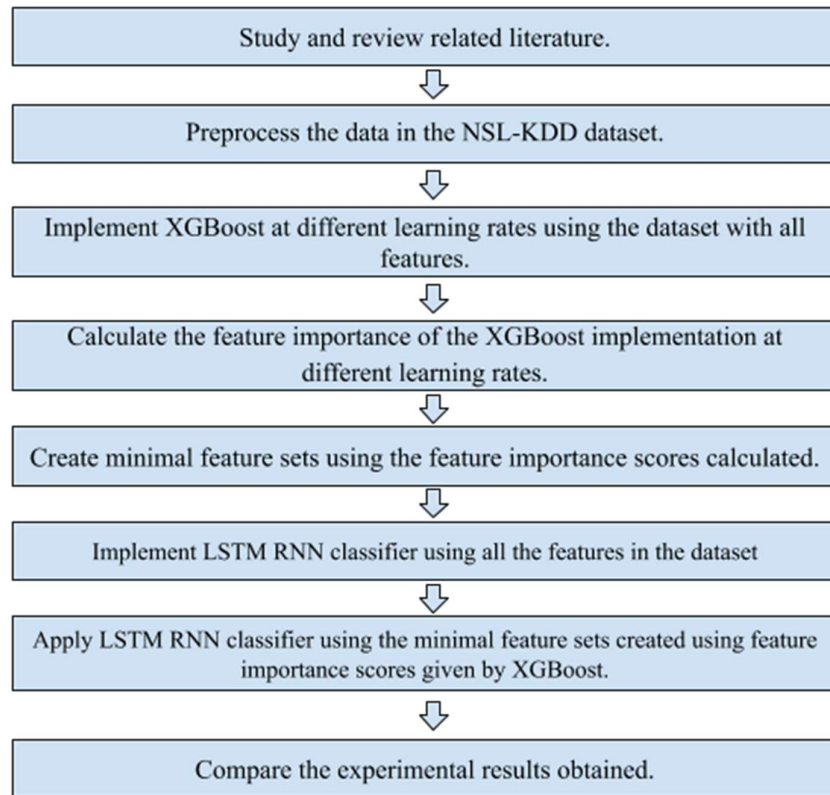 Study and review related literature.
Preprocess the data in the NSL-KDD dataset.
Implement XGBoost at different learning rates using the dataset with all
features.
Calculate the feature importance of the XGBoost implementation at
different learning rates.
Create minimal feature sets using the feature importance scores calculated.
Implement LSTM RNN classifier using all the features in the dataset
Apply LSTM RNN classifier using the minimal feature sets created using feature
importance scores given by XGBoost.
Compare the experimental results obtained.